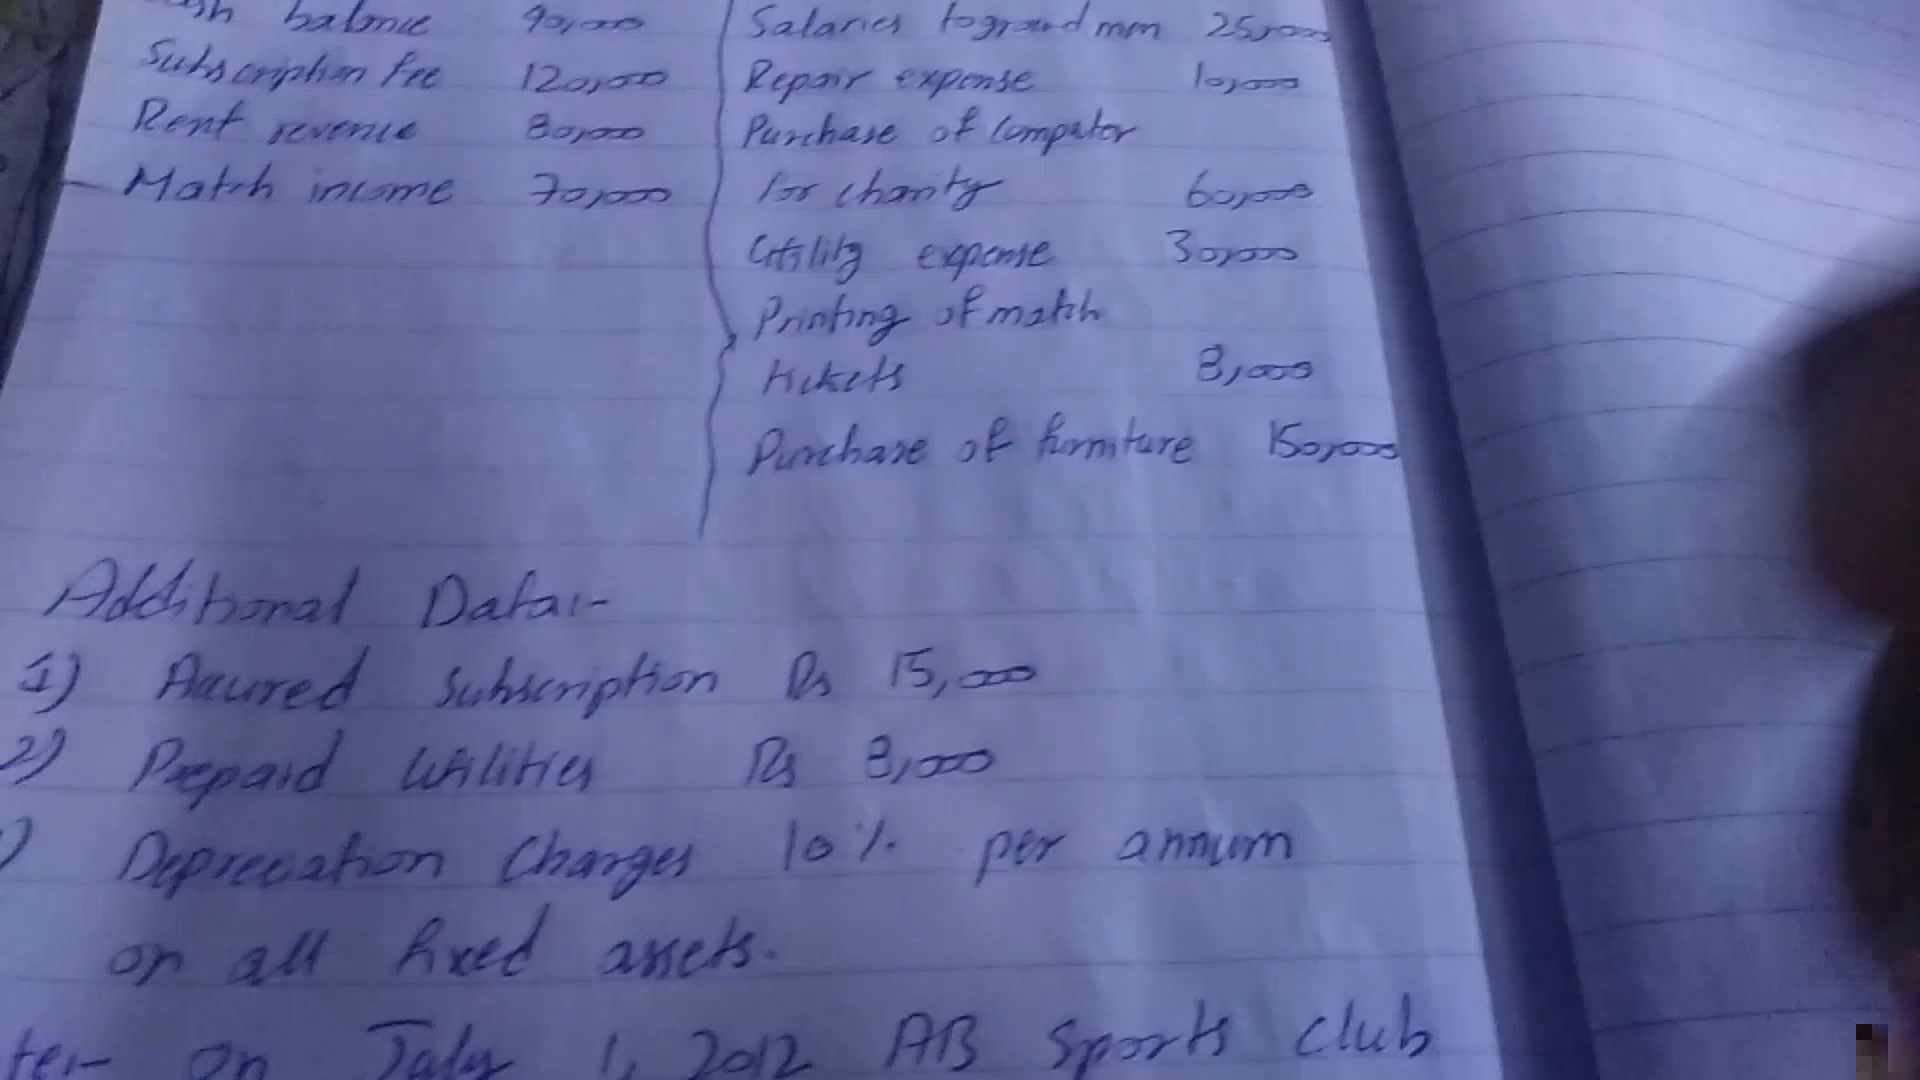 balance 90,000 Salaries to ground men 25,000
Subscription fee 120,000 Repair expense 10,000
Rent revenue 80,000 Purchase of Computer
Match income 70,000 for charity 60,000
Utility expense 30,000
Printing of match
tickets 8,000
Purchase of furniture 150,000
Additional Data:-
1) Accured Subscription Rs 15,000
2) Prepaid Utilities Rs 8,000
) Depreciation Charges 10% per annum
on all fixed assets.
On July 1, 2012 AB Sports Club